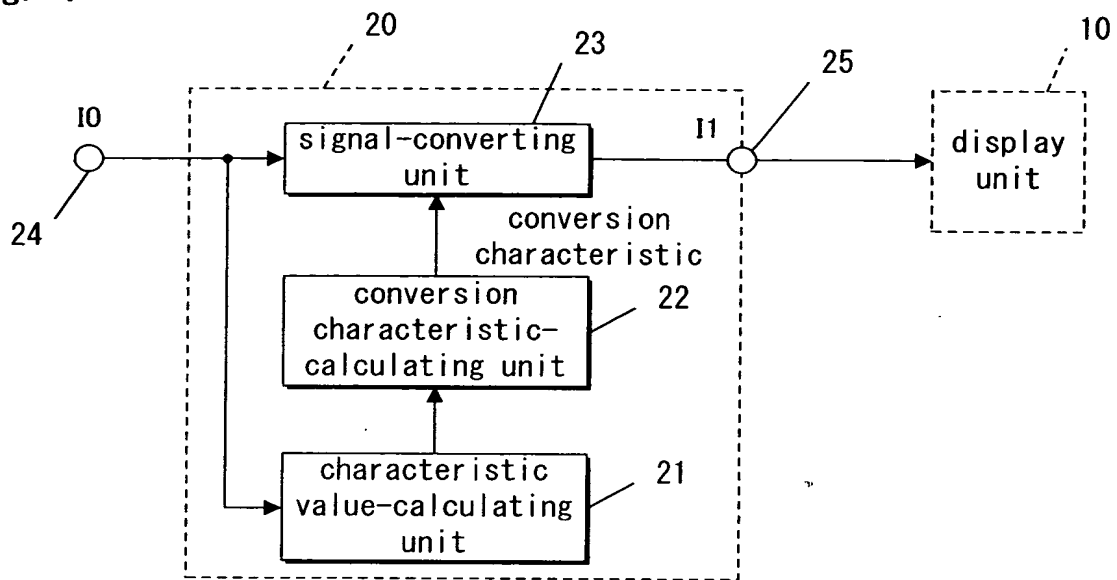 20
23
25
10
I0
signal-converting
unit
I1
display
unit
24
conversion
characteristic
conversion
characteristic-
calculating unit
22
characteristic
value-calculating
unit
21